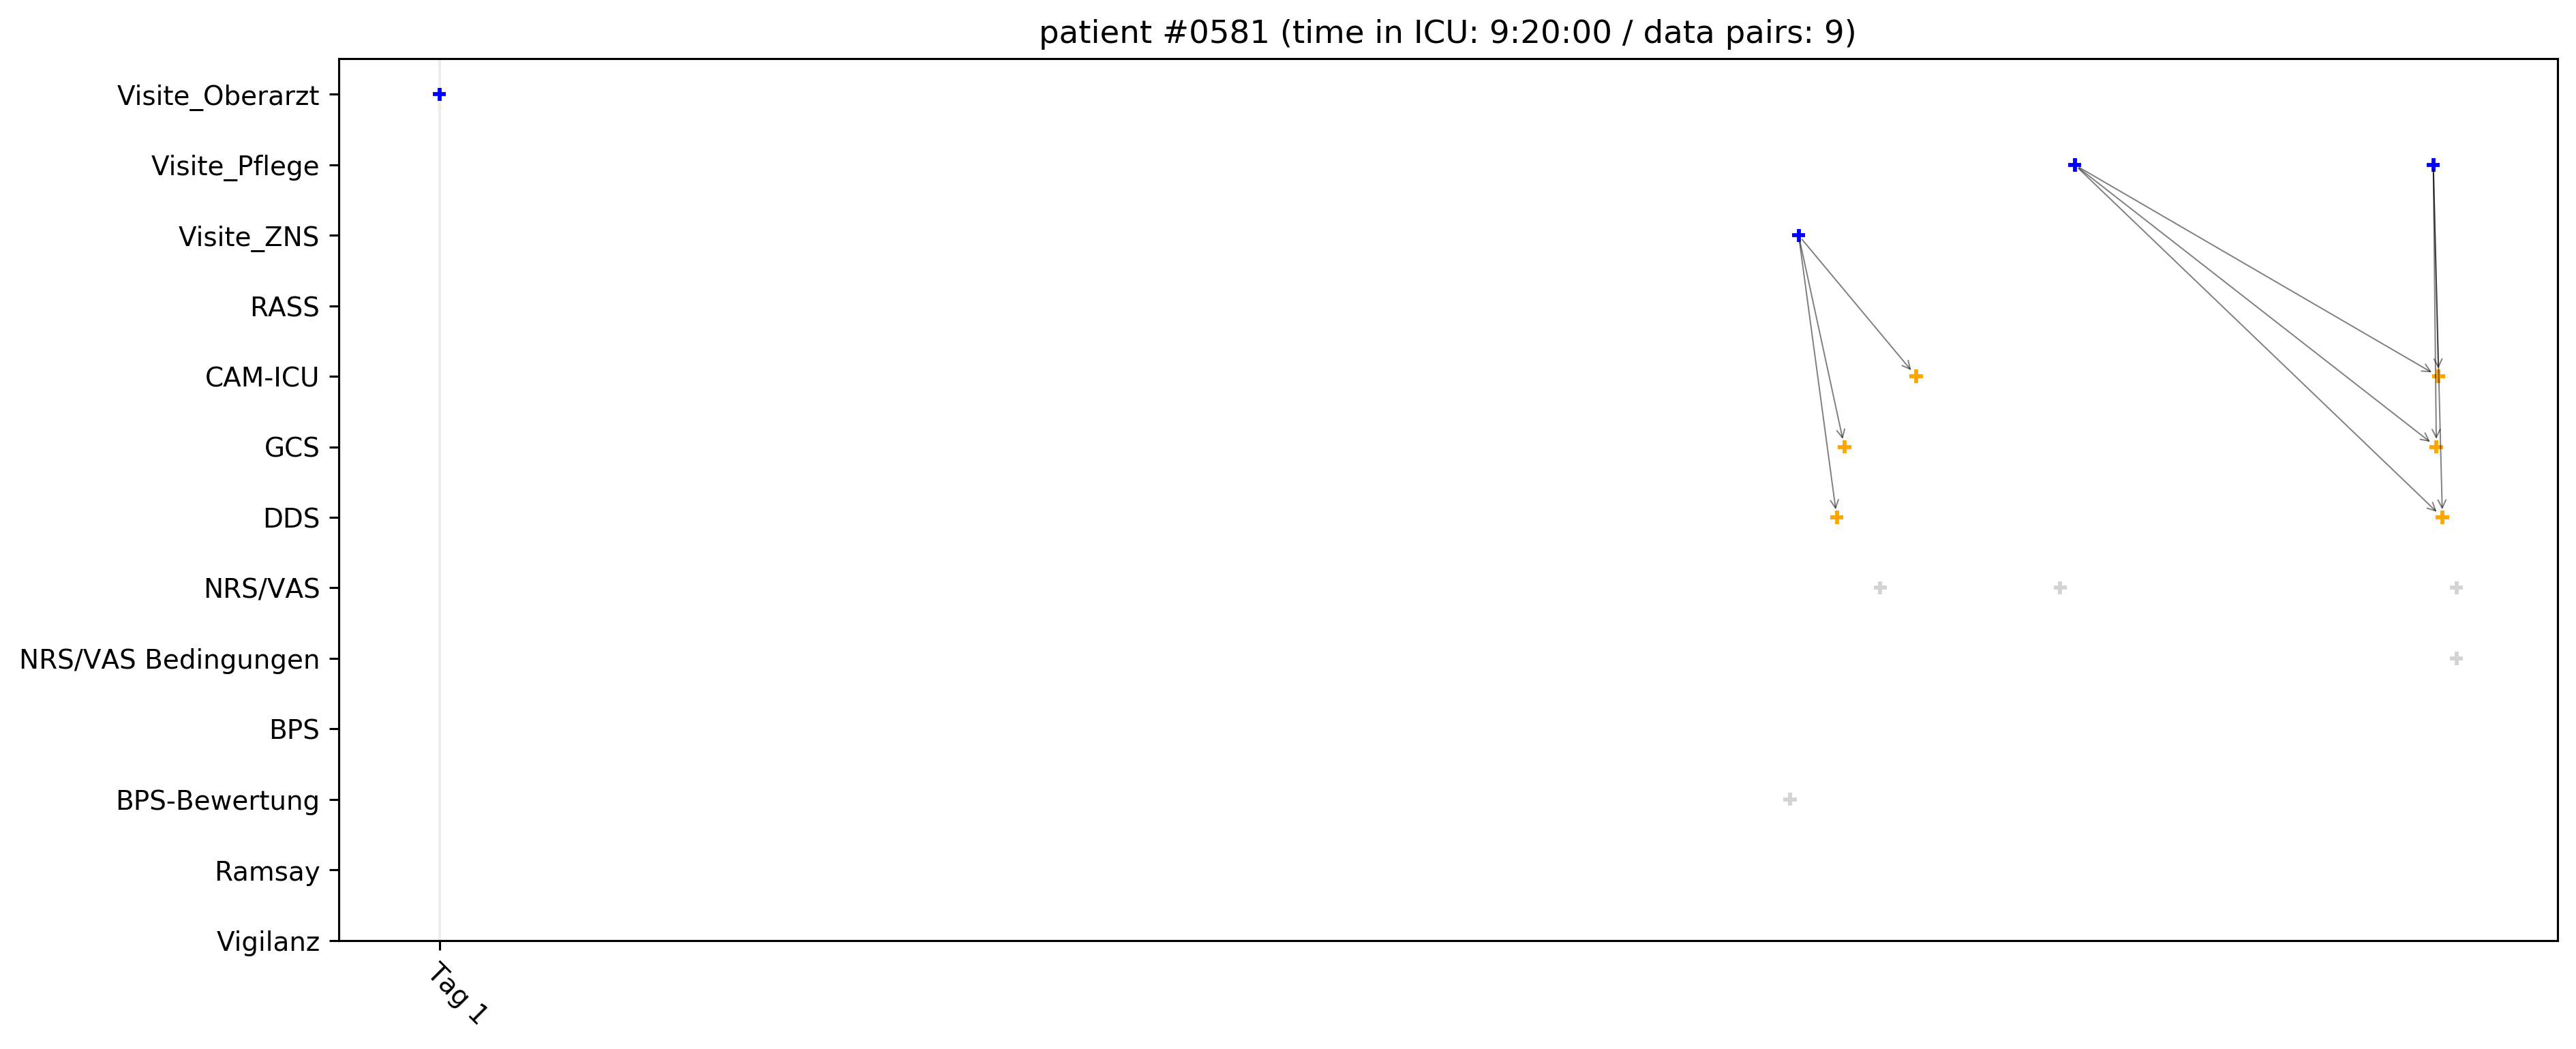 patient #0581 (time in ICU: 9:20:00 / data pairs: 9)
Visite_Oberarzt
Visite_Pflege
Visite_ZNS
RASS
CAM-ICU
GCS
DDS
NRS/VAS
NRS/VAS Bedingungen
BPS
BPS-Bewertung
Ramsay
Vigilanz
Tag 1